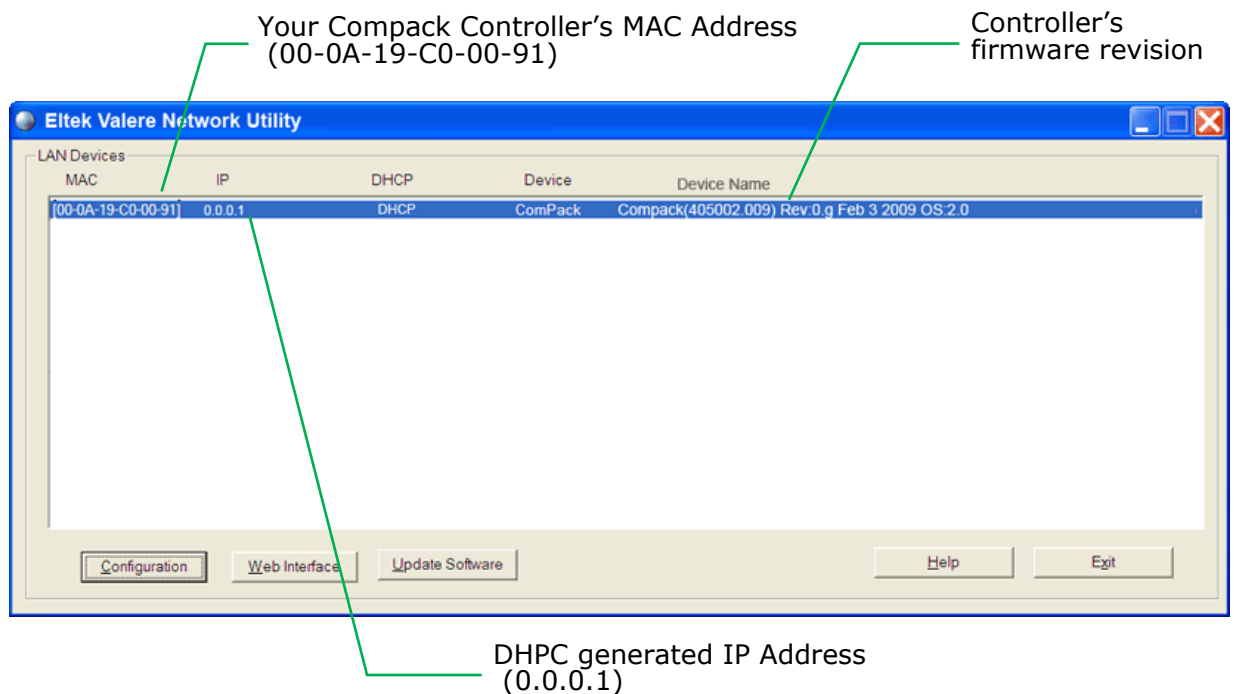 Your Compack Controller's MAC Address
(00-0A-19-C0-00-91)
Controller's
firmware revision
Eltek Valere Network Utility
LAN Devices
MAC IP DHCP Device Device Name
[00-0A-19-C0-00-91] 0.0.0.1 DHCP ComPack Compack(405002.009) Rev:0.g Feb 3 2009 OS:2.0
Configuration Web Interface Update Software Help Exit
DHPC generated IP Address
(0.0.0.1)